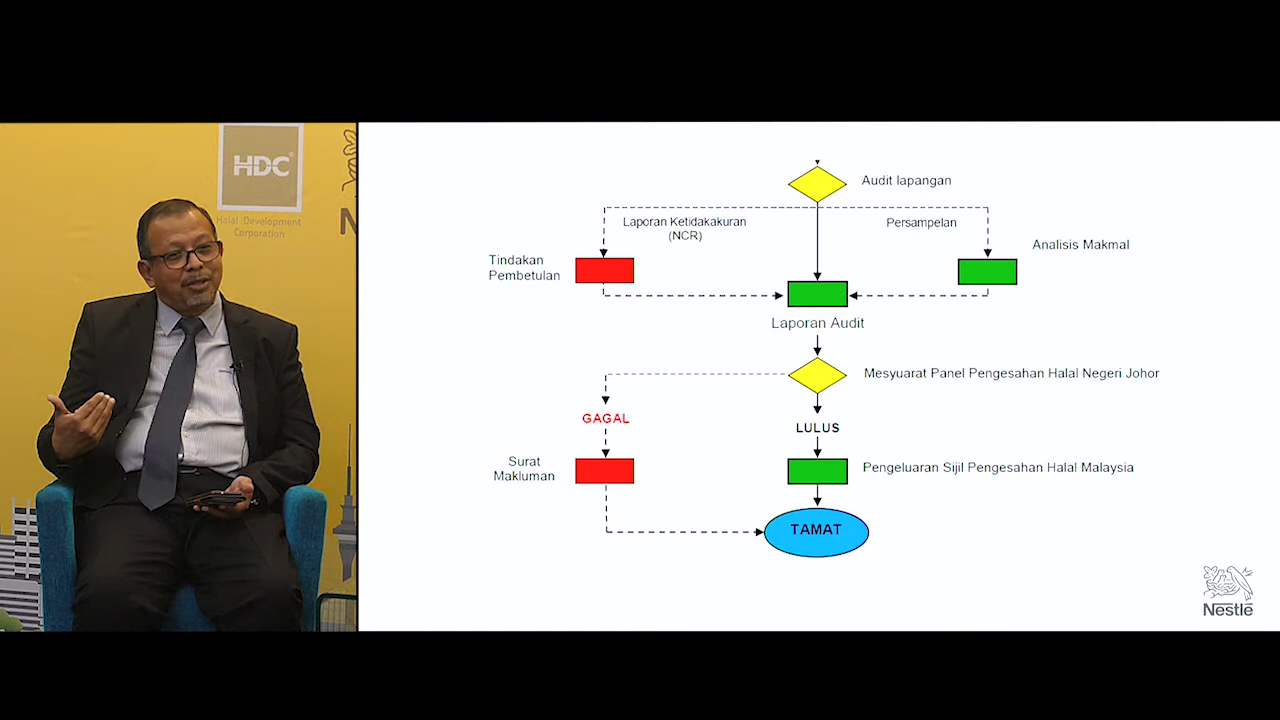 HDC
Halal Development
Corporation
N
Audit lapangan
Laporan Ketidakakuran
(NCR)
Persampelan
Analisis Makmal
Tindakan
Pembetulan
Laporan Audit
Mesyuarat Panel Pengesahan Halal Negeri Johor
GAGAL
LULUS
Surat
Makluman
Pengeluaran Sijil Pengesahan Halal Malaysia
TAMAT
Nestlé